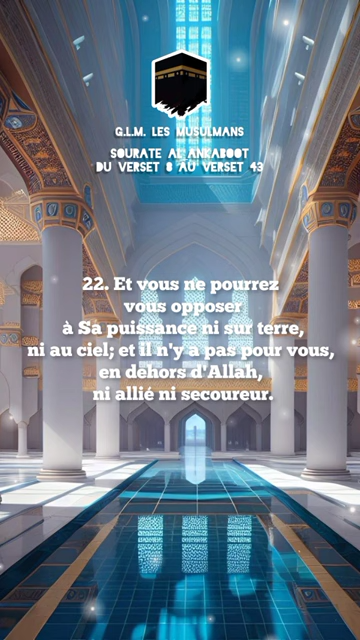 G.L.M. LES MUSULMANS
SOURATE AL ANKABOOT
DU VERSET 8 AU VERSET 43
22. Et vous ne pourrez
vous opposer
à Sa puissance ni sur terre,
ni au ciel; et il n'y a pas pour vous,
en dehors d'Allah,
ni allié ni secoureur.